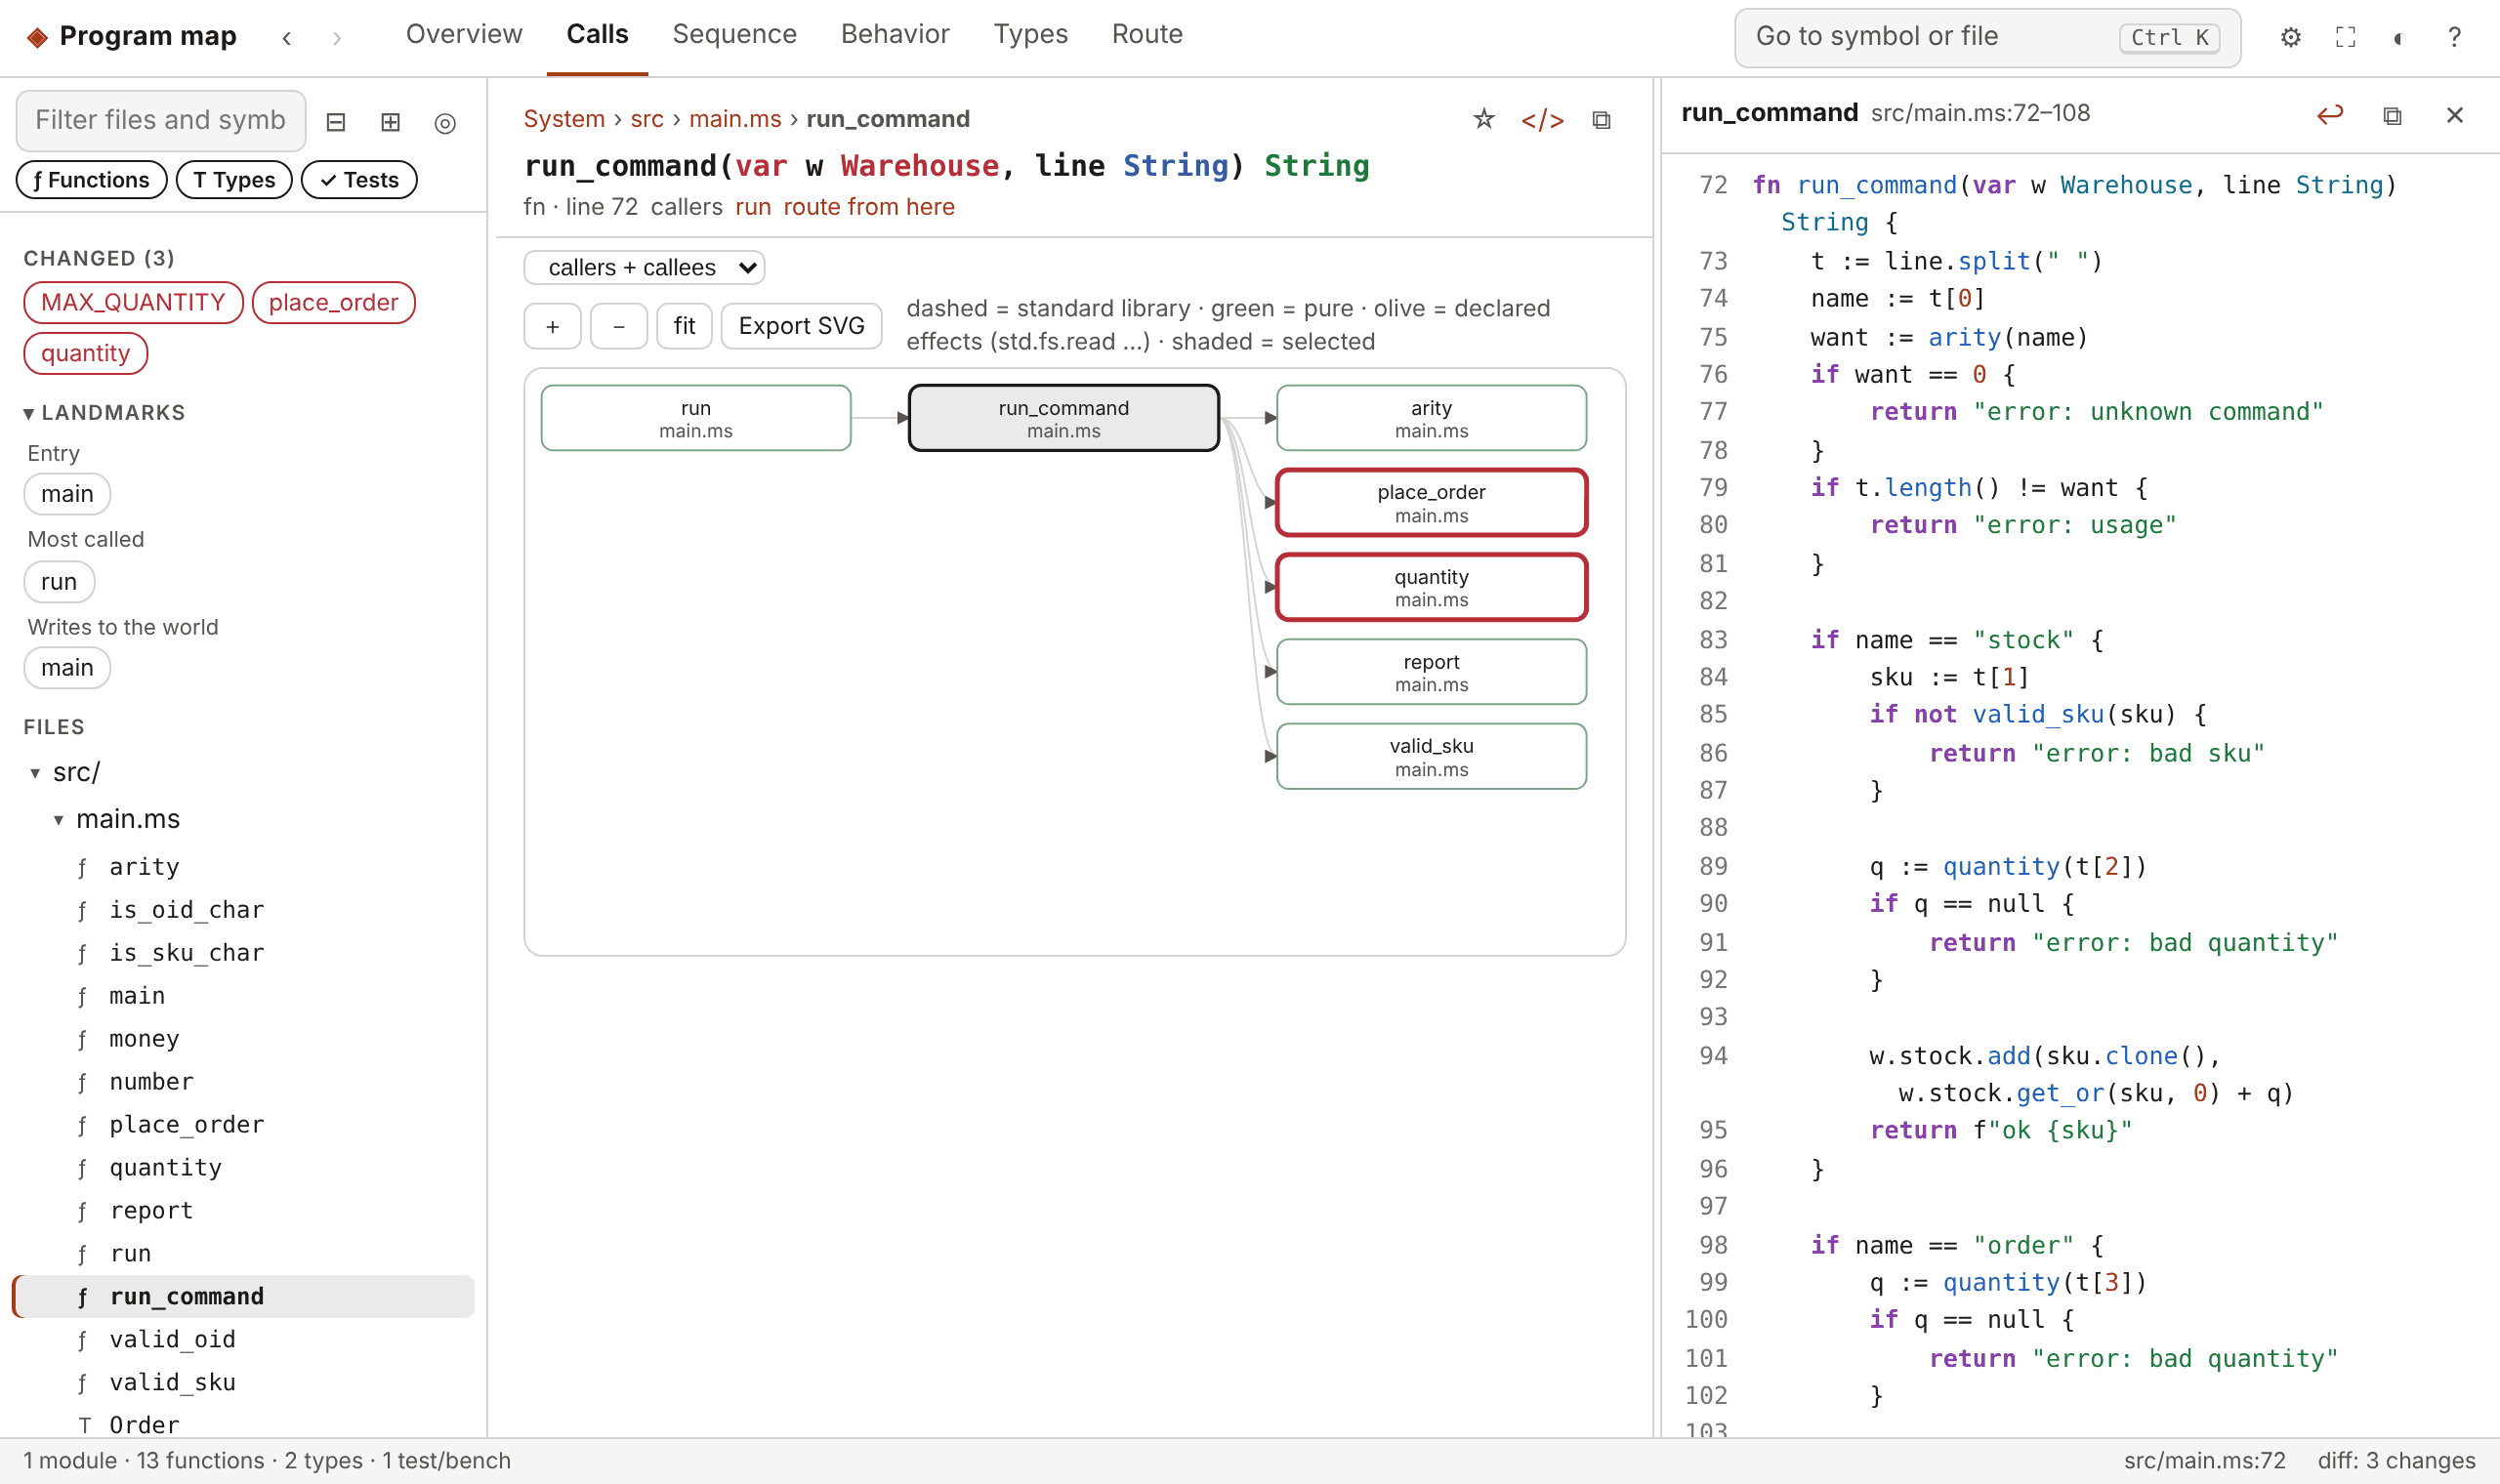 Program map
Overview Calls Sequence Behavior Types Route
Go to symbol or file Ctrl K
?
Filter files and symb
ƒ Functions T Types ✓ Tests
CHANGED (3)
MAX_QUANTITY place_order
quantity
▾ LANDMARKS
Entry
main
Most called
run
Writes to the world
main
FILES
▾ src/
▾ main.ms
ƒ arity
ƒ is_oid_char
ƒ is_sku_char
ƒ main
ƒ money
ƒ number
ƒ place_order
ƒ quantity
ƒ report
ƒ run
ƒ run_command
ƒ valid_oid
ƒ valid_sku
T Order
System › src › main.ms › run_command
</>
run_command(var w Warehouse, line String) String
fn · line 72 callers run route from here
callers + callees
+ − fit Export SVG
dashed = standard library · green = pure · olive = declared
effects (std.fs.read ...) · shaded = selected
run
main.ms
run_command
main.ms
arity
main.ms
place_order
main.ms
quantity
main.ms
report
main.ms
valid_sku
main.ms
run_command src/main.ms:72–108
72 fn run_command(var w Warehouse, line String)
String {
73 t := line.split(" ")
74 name := t[0]
75 want := arity(name)
76 if want == 0 {
77 return "error: unknown command"
78 }
79 if t.length() != want {
80 return "error: usage"
81 }
82
83 if name == "stock" {
84 sku := t[1]
85 if not valid_sku(sku) {
86 return "error: bad sku"
87 }
88
89 q := quantity(t[2])
90 if q == null {
91 return "error: bad quantity"
92 }
93
94 w.stock.add(sku.clone(),
w.stock.get_or(sku, 0) + q)
95 return f"ok {sku}"
96 }
97
98 if name == "order" {
99 q := quantity(t[3])
100 if q == null {
101 return "error: bad quantity"
102 }
103
1 module · 13 functions · 2 types · 1 test/bench
src/main.ms:72 diff: 3 changes